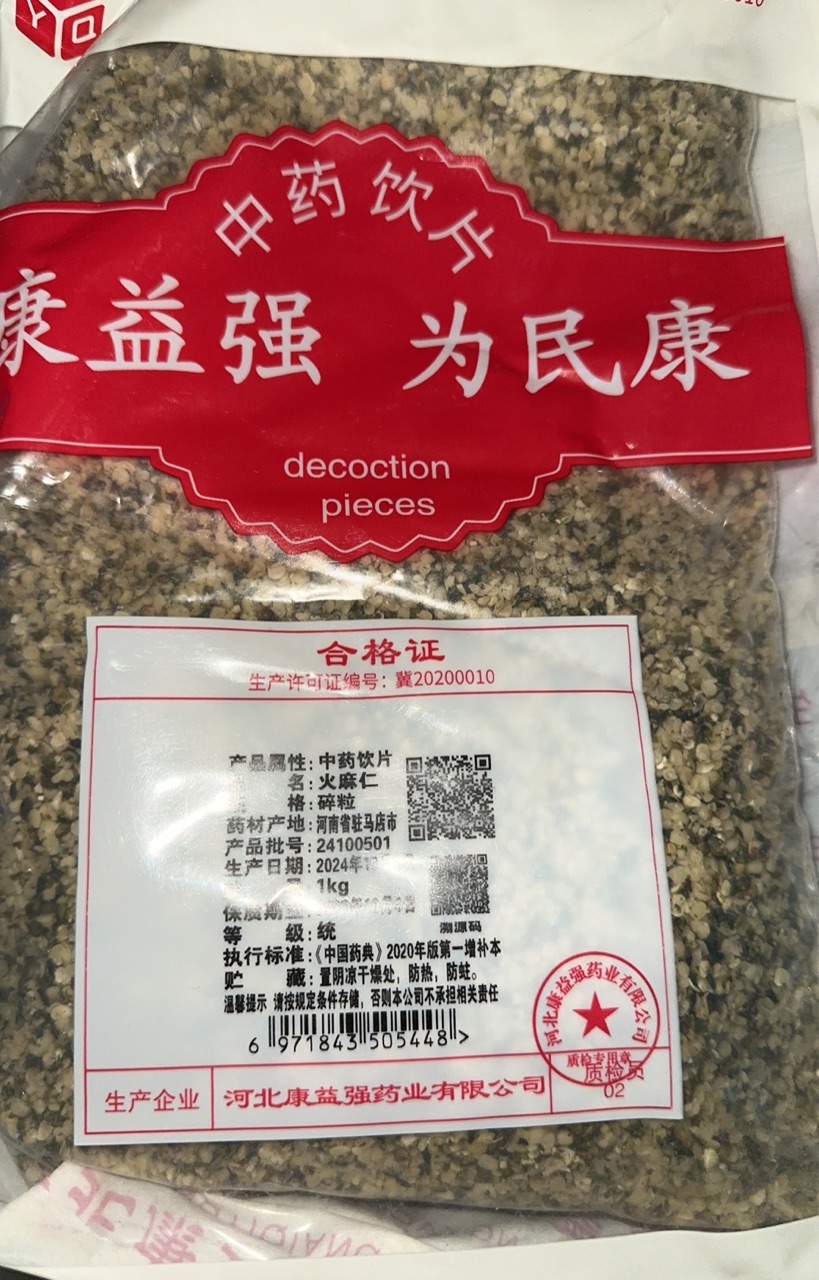 YQ
中药饮片
康益强 为民康
decoction
pieces
合格证
生产许可证编号：冀20200010
产品属性：中药饮片
名：火麻仁
格：碎粒
药材产地：河南省驻马店市
产品批号：24100501
生产日期：2024年
1kg
保质期
等 级：统
溯源码
执行标准：《中国药典》2020年版第一增补本
贮 藏：置阴凉干燥处，防热，防蛀。
温馨提示 请按规定条件存储，否则本公司不承担相关责任
6 971843 505448 >
河北康益强药业有限公司
质检专用章
质检员
02
生产企业 河北康益强药业有限公司